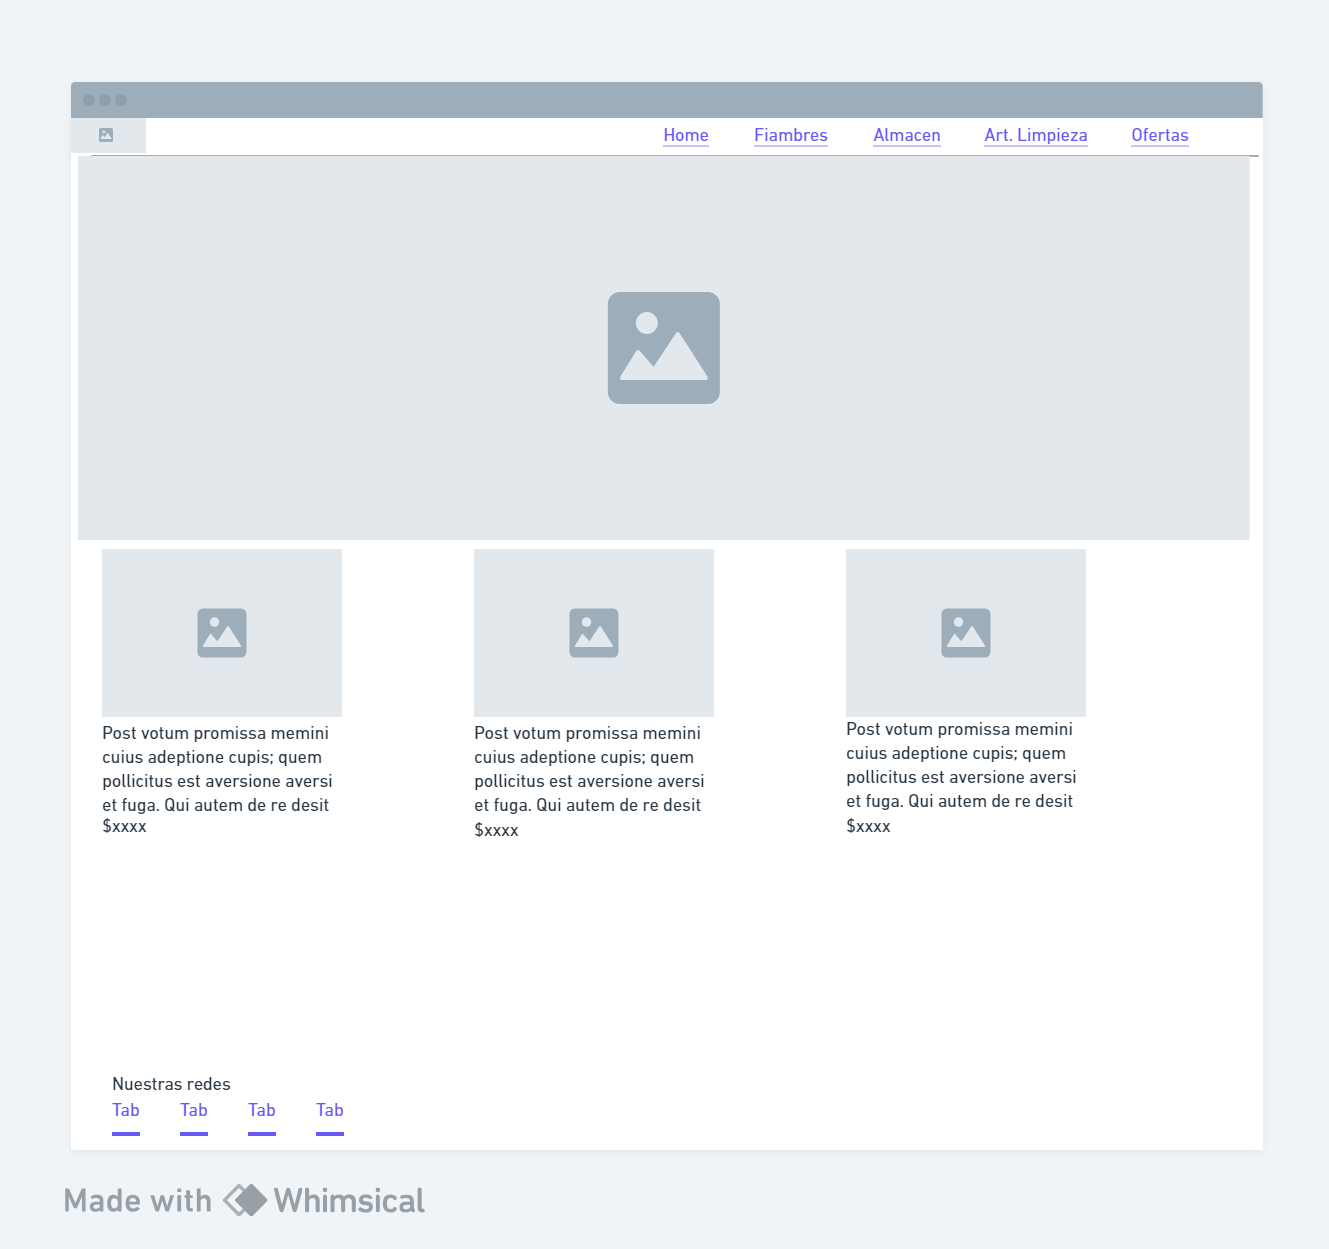 Home Fiambres Almacen Art. Limpieza Ofertas
Post votum promissa memini
cuius adeptione cupis; quem
pollicitus est aversione aversi
et fuga. Qui autem de re desit
$xxxx
Post votum promissa memini
cuius adeptione cupis; quem
pollicitus est aversione aversi
et fuga. Qui autem de re desit
$xxxx
Post votum promissa memini
cuius adeptione cupis; quem
pollicitus est aversione aversi
et fuga. Qui autem de re desit
$xxxx
Nuestras redes
Tab Tab Tab Tab
Made with Whimsical